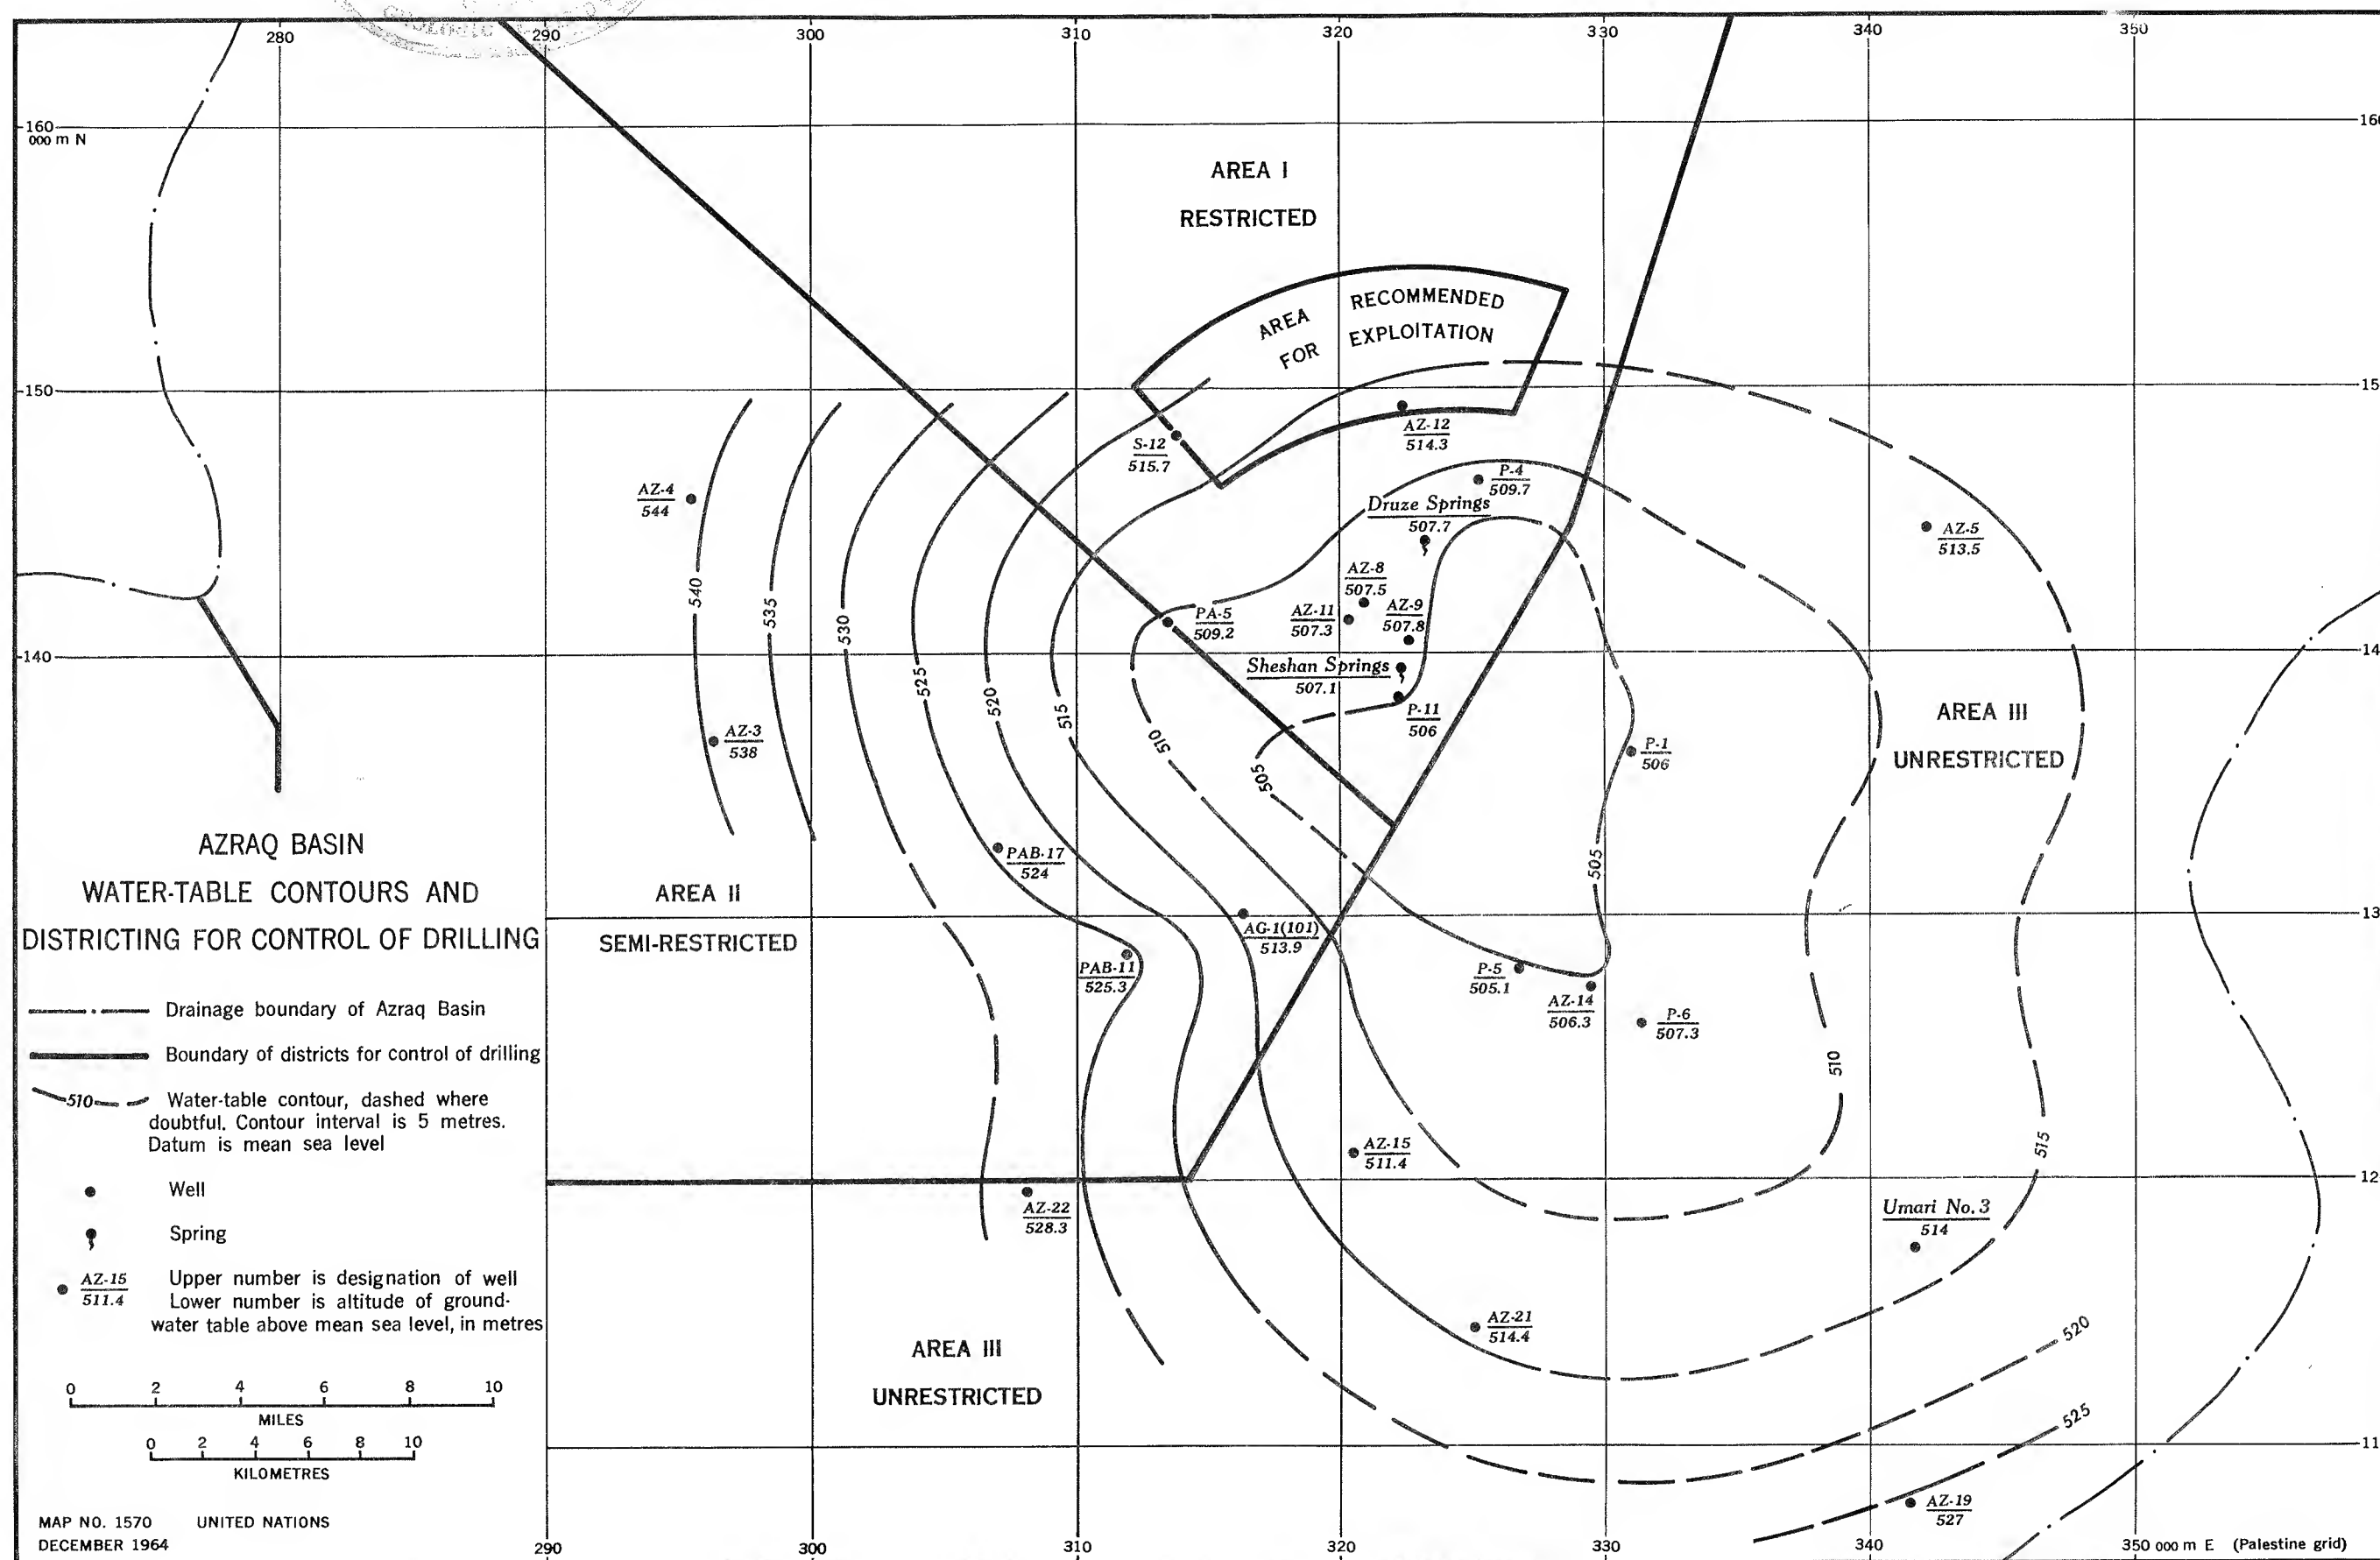 280
290
300
310
320
330
340
350
160
000 m N
160
AREA I
RESTRICTED
AREA RECOMMENDED
FOR EXPLOITATION
150
S-12
515.7
AZ-12
514.3
P-4
509.7
AZ-4
544
Druze Springs
507.7
AZ-5
513.5
AZ-8
507.5
AZ-11
507.3
AZ-9
507.8
PA-5
509.2
540
535
530
525
520
515
510
505
140
Sheshan Springs
507.1
P-11
506
AREA III
UNRESTRICTED
AZ-3
538
P-1
506
AZRAQ BASIN
WATER-TABLE CONTOURS AND
DISTRICTING FOR CONTROL OF DRILLING
PAB-17
524
505
AREA II
SEMI-RESTRICTED
AG-1(101)
513.9
PAB-11
525.3
P-5
505.1
AZ-14
506.3
P-6
507.3
510
515
AZ-15
511.4
AZ-22
528.3
Umari No. 3
514
AZ-21
514.4
520
525
AZ-19
527
AREA III
UNRESTRICTED
Drainage boundary of Azraq Basin
Boundary of districts for control of drilling
510
Water-table contour, dashed where
doubtful. Contour interval is 5 metres.
Datum is mean sea level
Well
Spring
AZ-15
511.4
Upper number is designation of well
Lower number is altitude of ground-
water table above mean sea level, in metres
0 2 4 6 8 10
MILES
0 2 4 6 8 10
KILOMETRES
MAP NO. 1570 UNITED NATIONS
DECEMBER 1964
290
300
310
320
330
340
350 000 m E (Palestine grid)